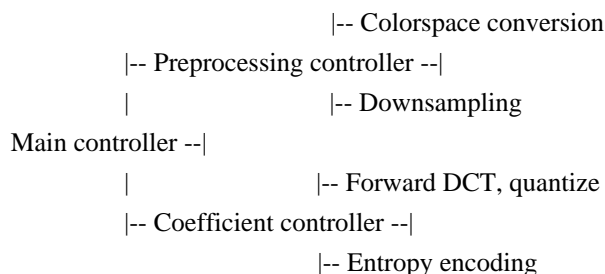 |-- Colorspace conversion
|-- Preprocessing controller --|
| |-- Downsampling
Main controller --|
| |-- Forward DCT, quantize
|-- Coefficient controller --|
|-- Entropy encoding